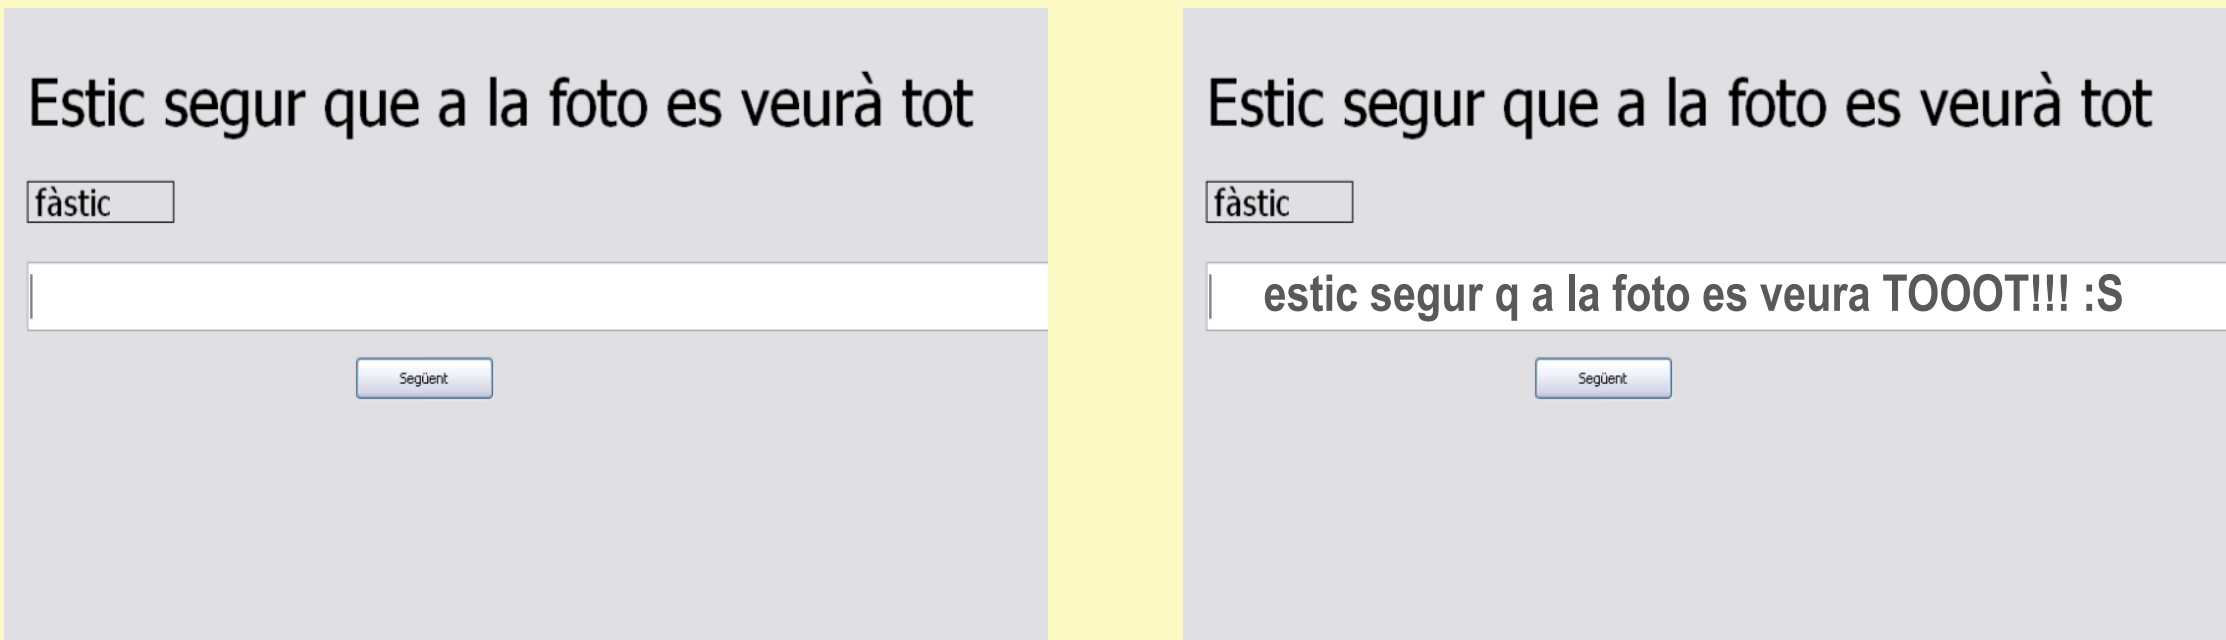 Estic segur que a la foto es veurà tot
fàstic
Següent
Estic segur que a la foto es veurà tot
fàstic
estic segur q a la foto es veura TOOOT!!! :S
Següent